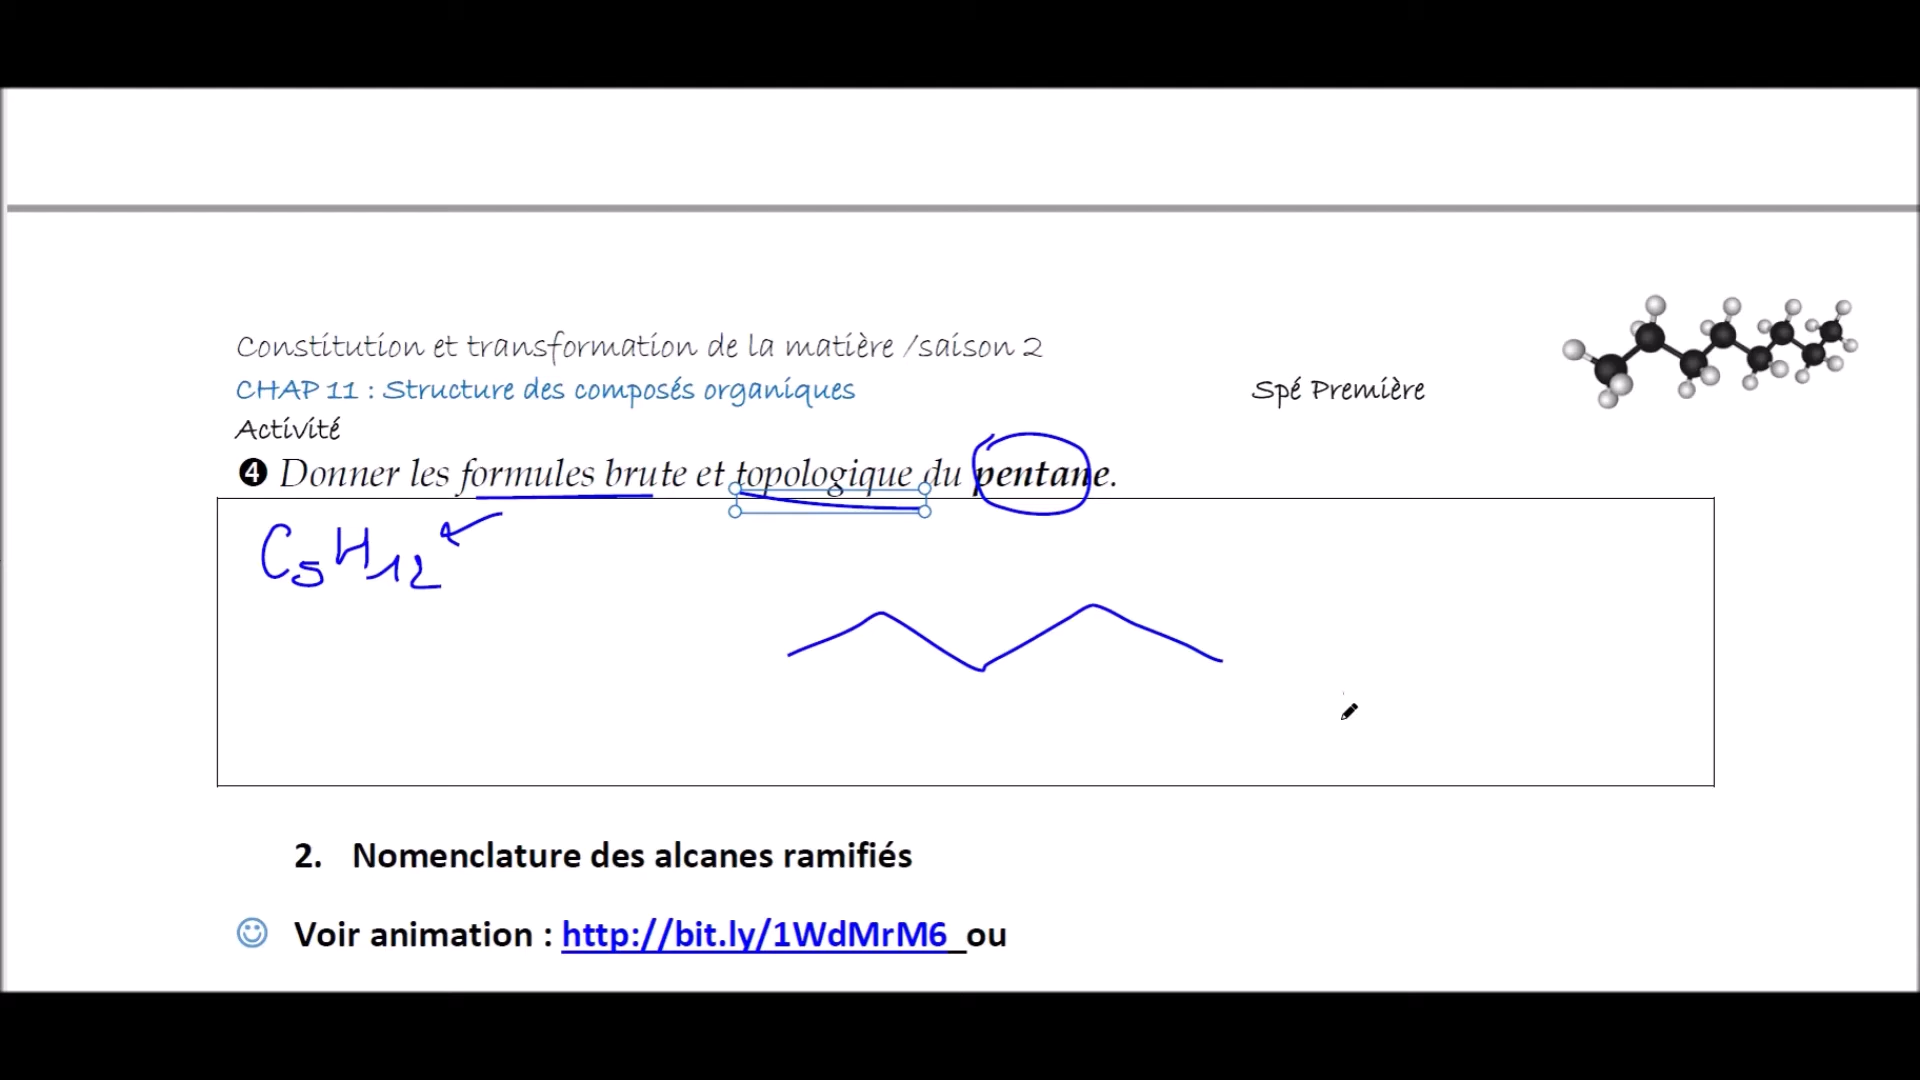 Constitution et transformation de la matière /saison 2
CHAP 11 : Structure des composés organiques Spé Première
Activité
❹ Donner les formules brute et topologique du pentane.
C₅H₁₂
2. Nomenclature des alcanes ramifiés
☺ Voir animation : http://bit.ly/1WdMrM6 ou